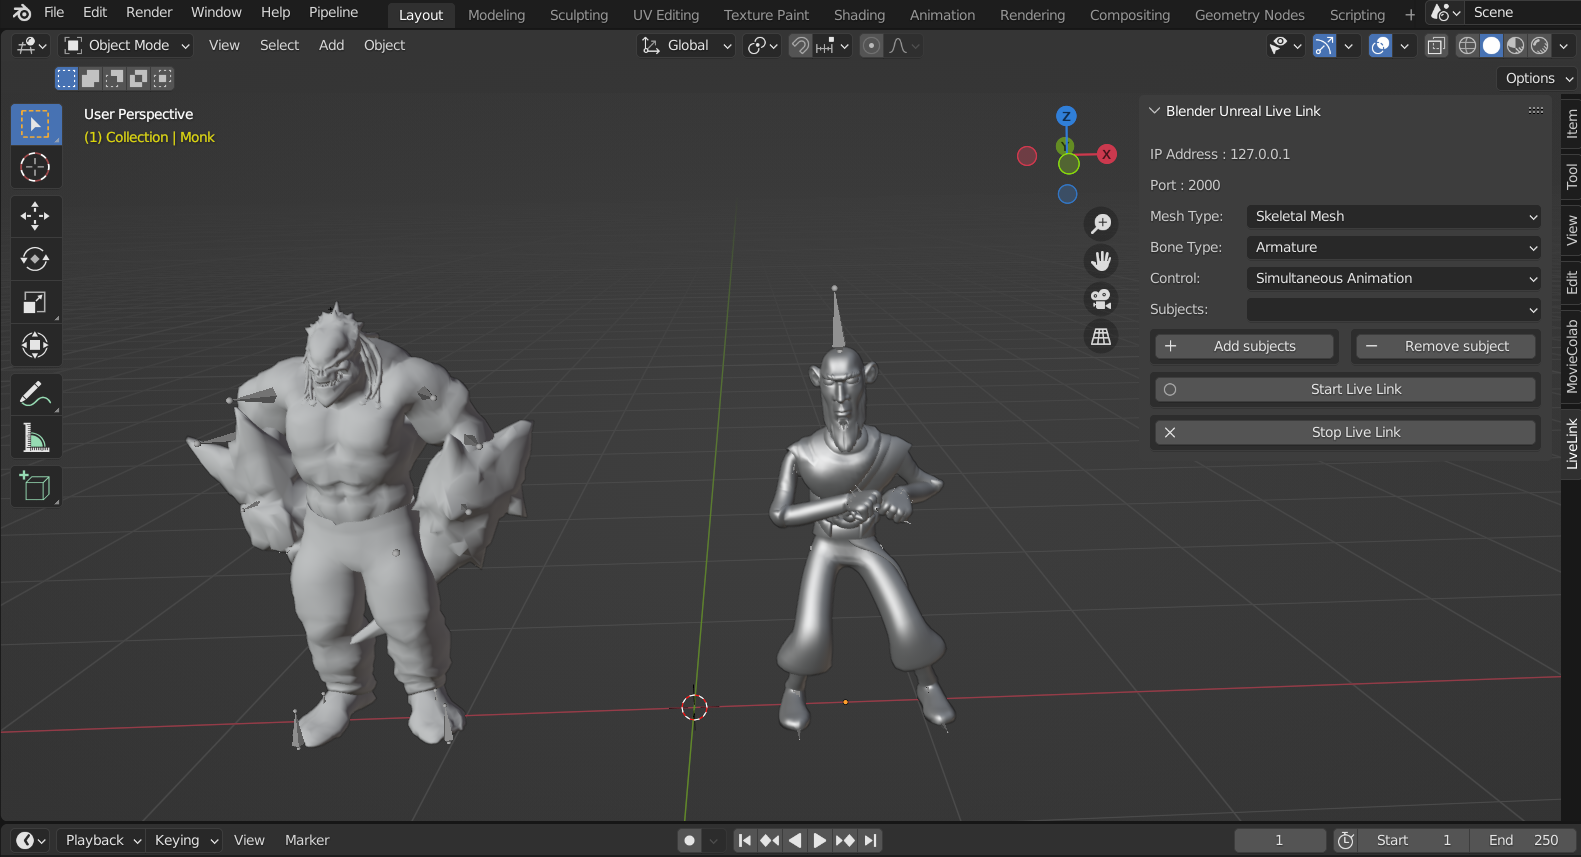 File Edit Render Window Help Pipeline Layout Modeling Sculpting UV Editing Texture Paint Shading Animation Rendering Compositing Geometry Nodes Scripting + Scene
Object Mode View Select Add Object Global
Options
User Perspective
(1) Collection | Monk
Z
Y
X
Blender Unreal Live Link
IP Address : 127.0.0.1
Port : 2000
Mesh Type: Skeletal Mesh
Bone Type: Armature
Control: Simultaneous Animation
Subjects:
Add subjects Remove subject
Start Live Link
Stop Live Link
Item
Tool
View
Edit
MovieColab
LiveLink
Playback Keying View Marker 1 Start 1 End 250